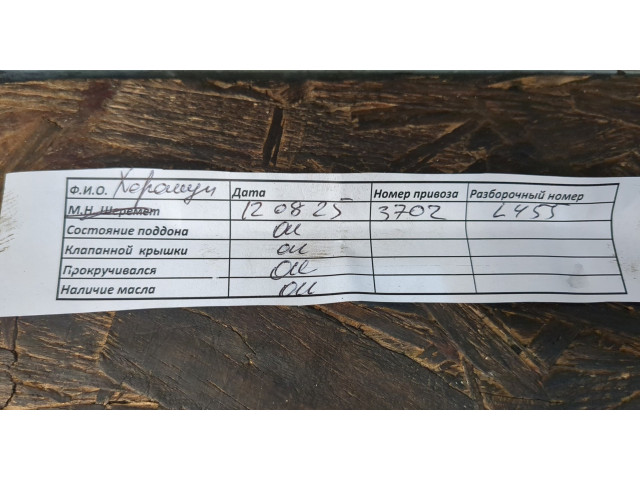 Ф.И.О. Дата Номер привоза Разборочный номер
М.Н. Шеремет 12 08 25 3702 L455
Состояние поддона ок
Клапанной крышки ок
Прокручивался ок
Наличие масла ок